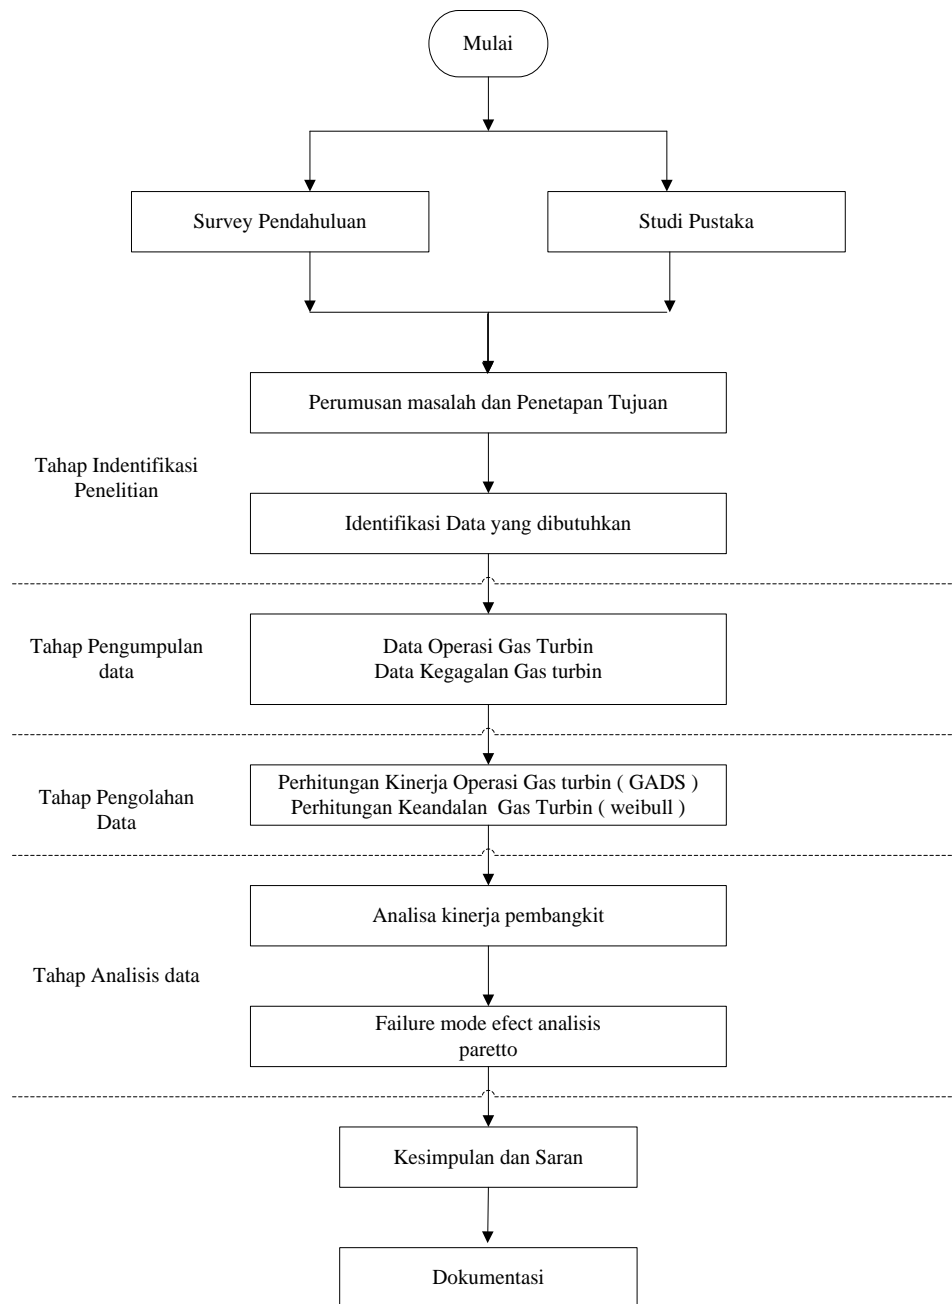 Mulai
Survey Pendahuluan
Studi Pustaka
Perumusan masalah dan Penetapan Tujuan
Tahap Indentifikasi
Penelitian
Identifikasi Data yang dibutuhkan
Tahap Pengumpulan
data
Data Operasi Gas Turbin
Data Kegagalan Gas turbin
Tahap Pengolahan
Data
Perhitungan Kinerja Operasi Gas turbin ( GADS )
Perhitungan Keandalan Gas Turbin ( weibull )
Analisa kinerja pembangkit
Tahap Analisis data
Failure mode efect analisis
paretto
Kesimpulan dan Saran
Dokumentasi